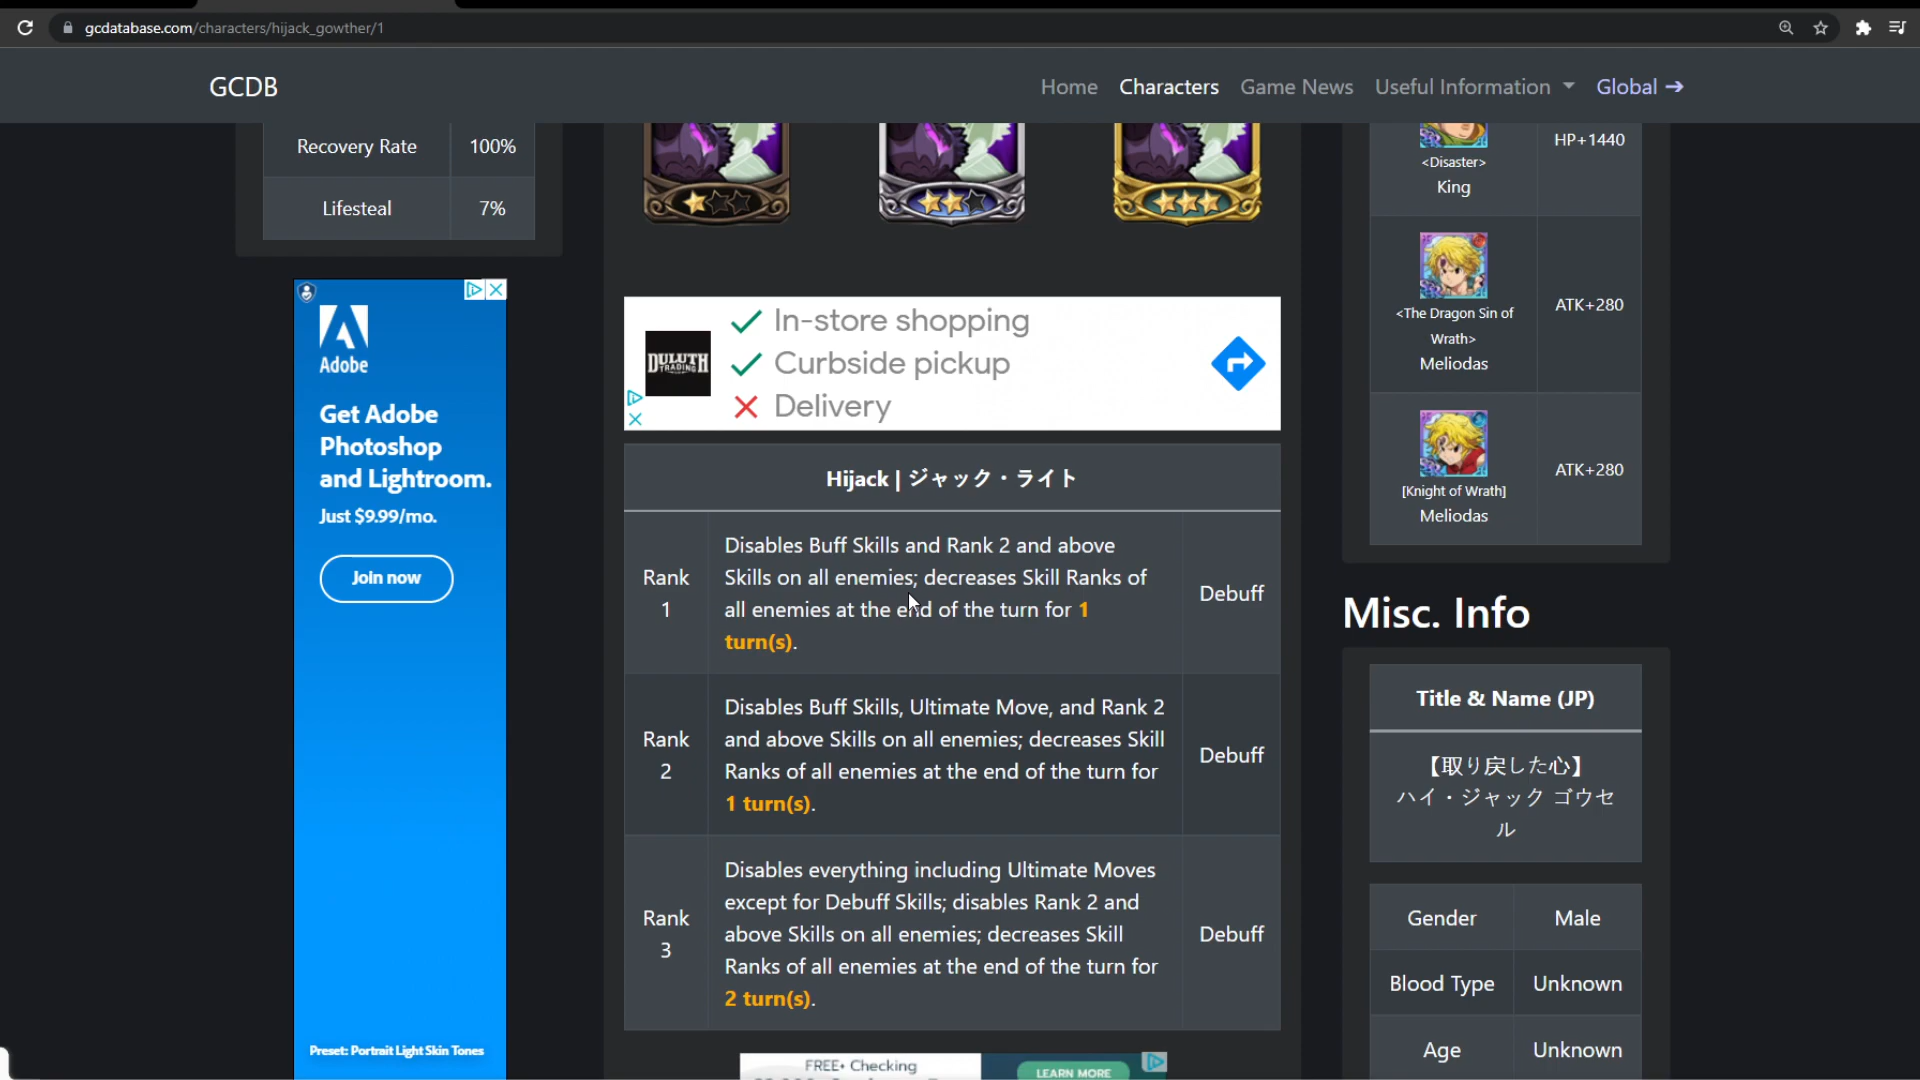 gcdatabase.com/characters/hijack_gowther/1
GCDB
Home
Characters
Game News
Useful Information
Global ➔
Recovery Rate
100%
Lifesteal
7%
Adobe
Get Adobe
Photoshop
and Lightroom.
Just $9.99/mo.
Join now
Preset: Portrait Light Skin Tones
DULUTH
TRADING
In-store shopping
Curbside pickup
Delivery
Hijack | ジャック・ライト
Rank
1
Disables Buff Skills and Rank 2 and above
Skills on all enemies; decreases Skill Ranks of
all enemies at the end of the turn for 1
turn(s).
Debuff
Rank
2
Disables Buff Skills, Ultimate Move, and Rank 2
and above Skills on all enemies; decreases Skill
Ranks of all enemies at the end of the turn for
1 turn(s).
Debuff
Rank
3
Disables everything including Ultimate Moves
except for Debuff Skills; disables Rank 2 and
above Skills on all enemies; decreases Skill
Ranks of all enemies at the end of the turn for
2 turn(s).
Debuff
FREE+ Checking
LEARN MORE
<Disaster>
King
HP+1440
<The Dragon Sin of
Wrath>
Meliodas
ATK+280
[Knight of Wrath]
Meliodas
ATK+280
Misc. Info
Title & Name (JP)
【取り戻した心】
ハイ・ジャック ゴウセ
ル
Gender
Male
Blood Type
Unknown
Age
Unknown